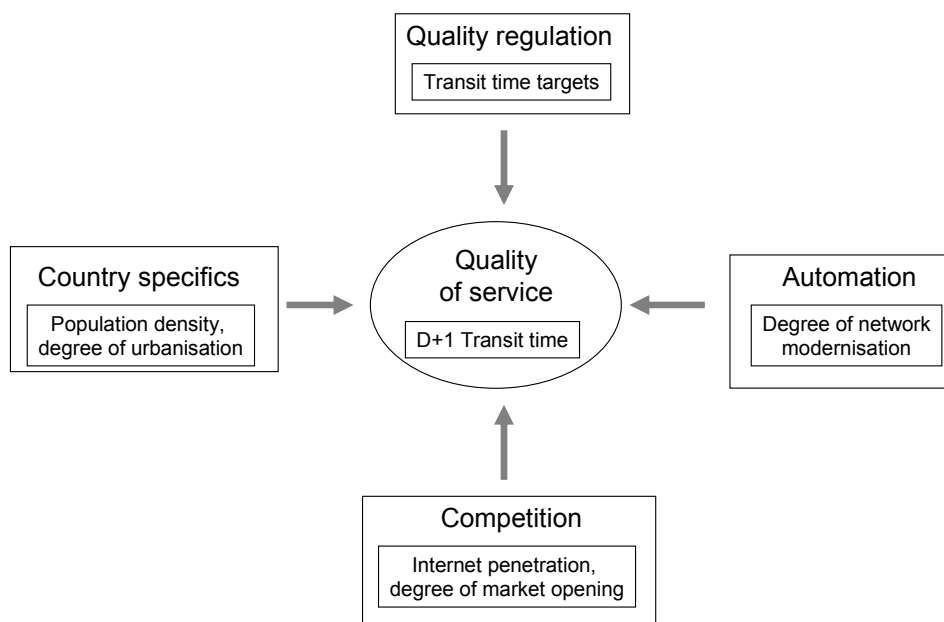 Quality regulation
Transit time targets
Country specifics
Population density,
degree of urbanisation
Quality
of service
D+1 Transit time
Automation
Degree of network
modernisation
Competition
Internet penetration,
degree of market opening